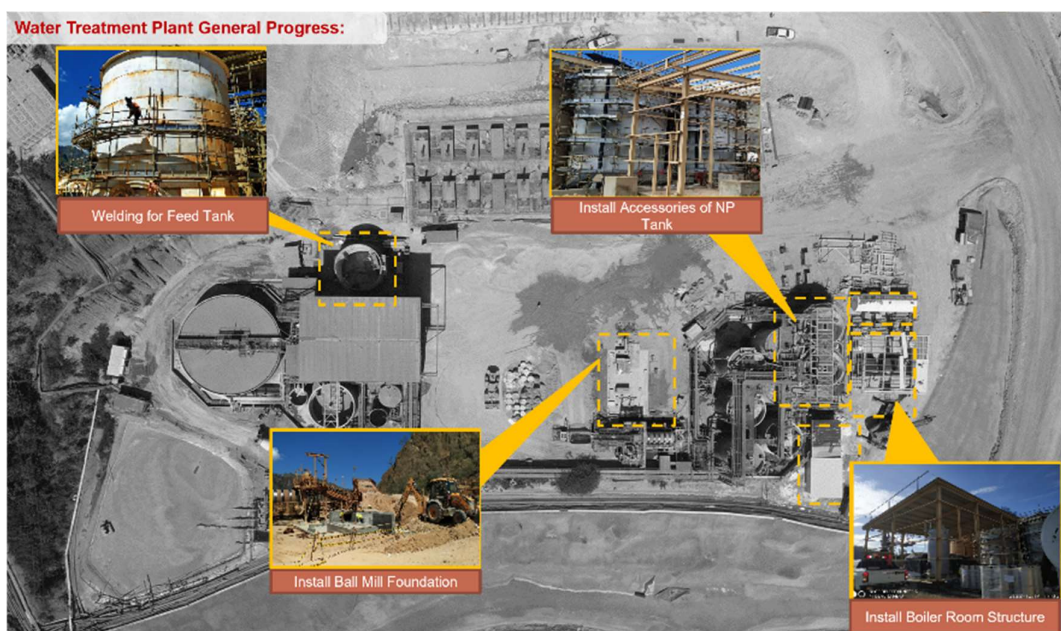 Water Treatment Plant General Progress:
Welding for Feed Tank
Install Accessories of NP
Tank
Install Ball Mill Foundation
Install Boiler Room Structure